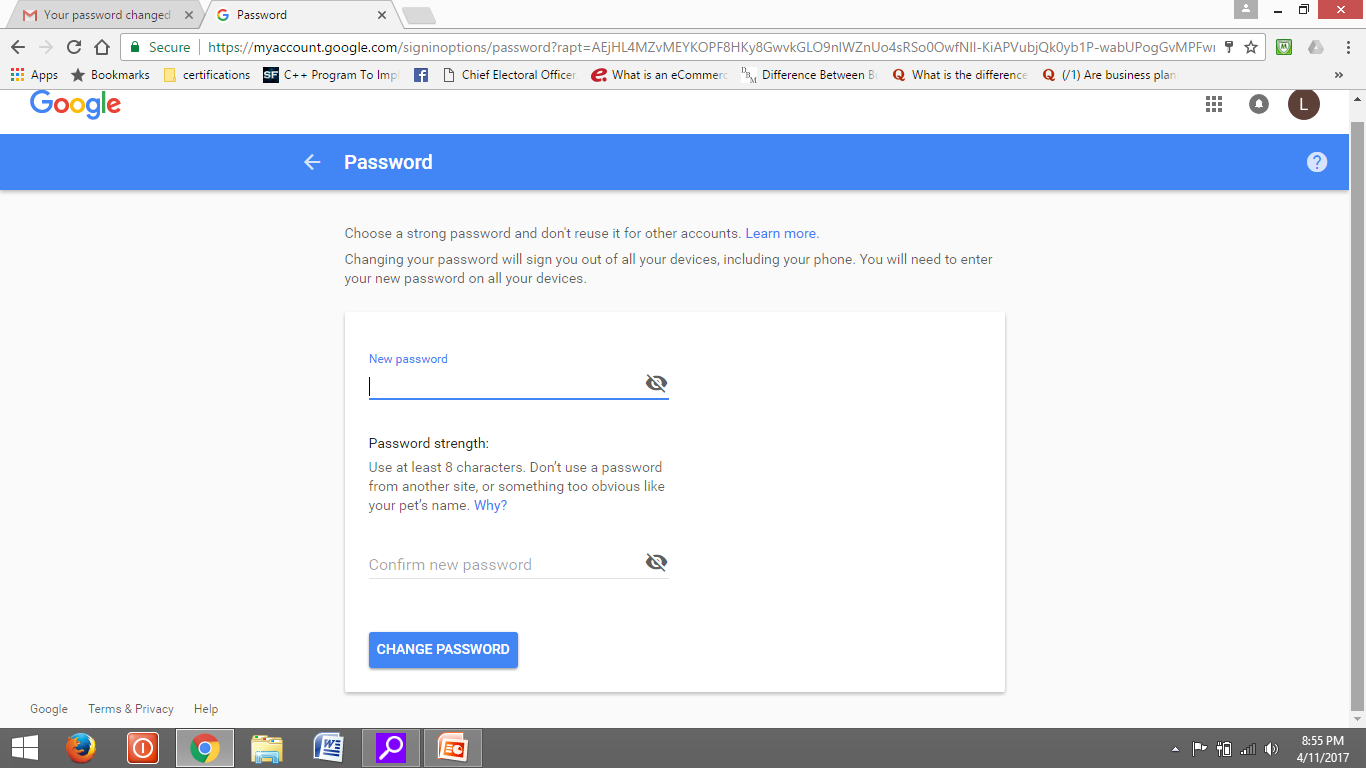 Your password changed
Password
Secure
https://myaccount.google.com/signinoptions/password?rapt=
Apps
Bookmarks
certifications
SF
C++ Program To Impl
Chief Electoral Officer
What is an eCommerc
DBM
Difference Between B
Q
What is the difference
Q
(/1) Are business plan
»
Google
L
Password
?
Choose a strong password and don't reuse it for other accounts. Learn more.
Changing your password will sign you out of all your devices, including your phone. You will need to enter
your new password on all your devices.
New password
Password strength:
Use at least 8 characters. Don't use a password
from another site, or something too obvious like
your pet's name. Why?
Confirm new password
CHANGE PASSWORD
Google
Terms & Privacy
Help
8:55 PM
4/11/2017